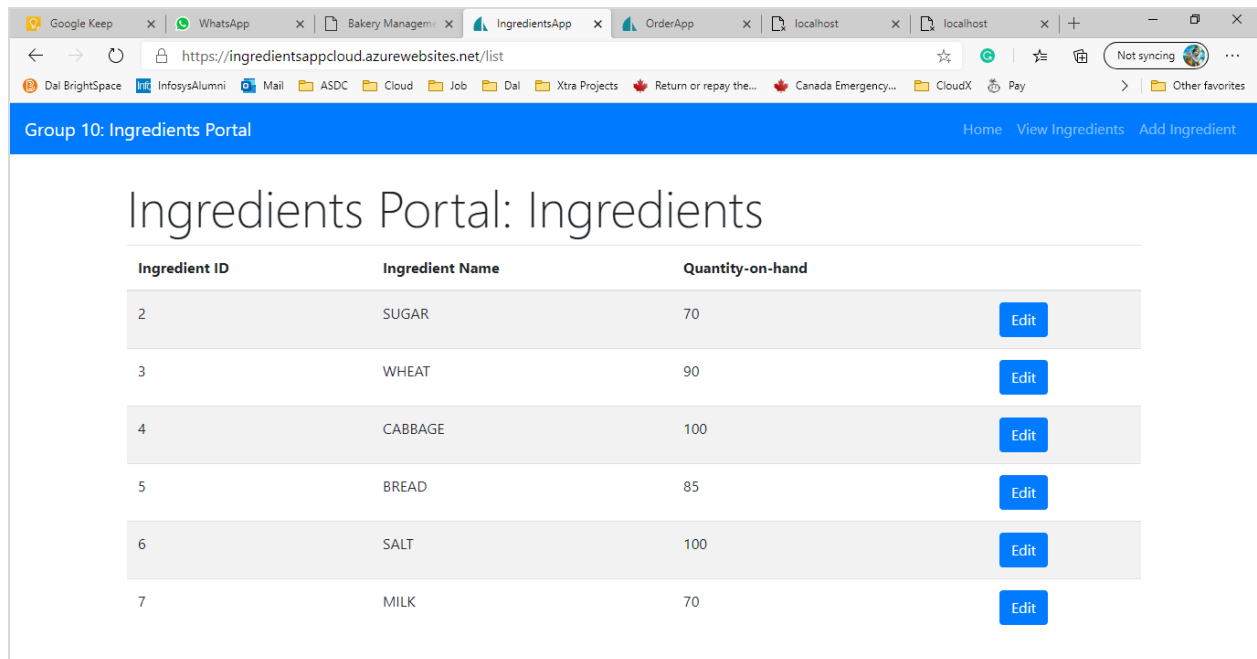 Google Keep WhatsApp Bakery Manageme IngredientsApp OrderApp localhost localhost
https://ingredientsappcloud.azurewebsites.net/list Not syncing
Dal BrightSpace InfosysAlumni Mail ASDC Cloud Job Dal Xtra Projects Return or repay the... Canada Emergency... CloudX Pay Other favorites
Group 10: Ingredients Portal Home View Ingredients Add Ingredient
Ingredients Portal: Ingredients
Ingredient ID Ingredient Name Quantity-on-hand
2 SUGAR 70 Edit
3 WHEAT 90 Edit
4 CABBAGE 100 Edit
5 BREAD 85 Edit
6 SALT 100 Edit
7 MILK 70 Edit